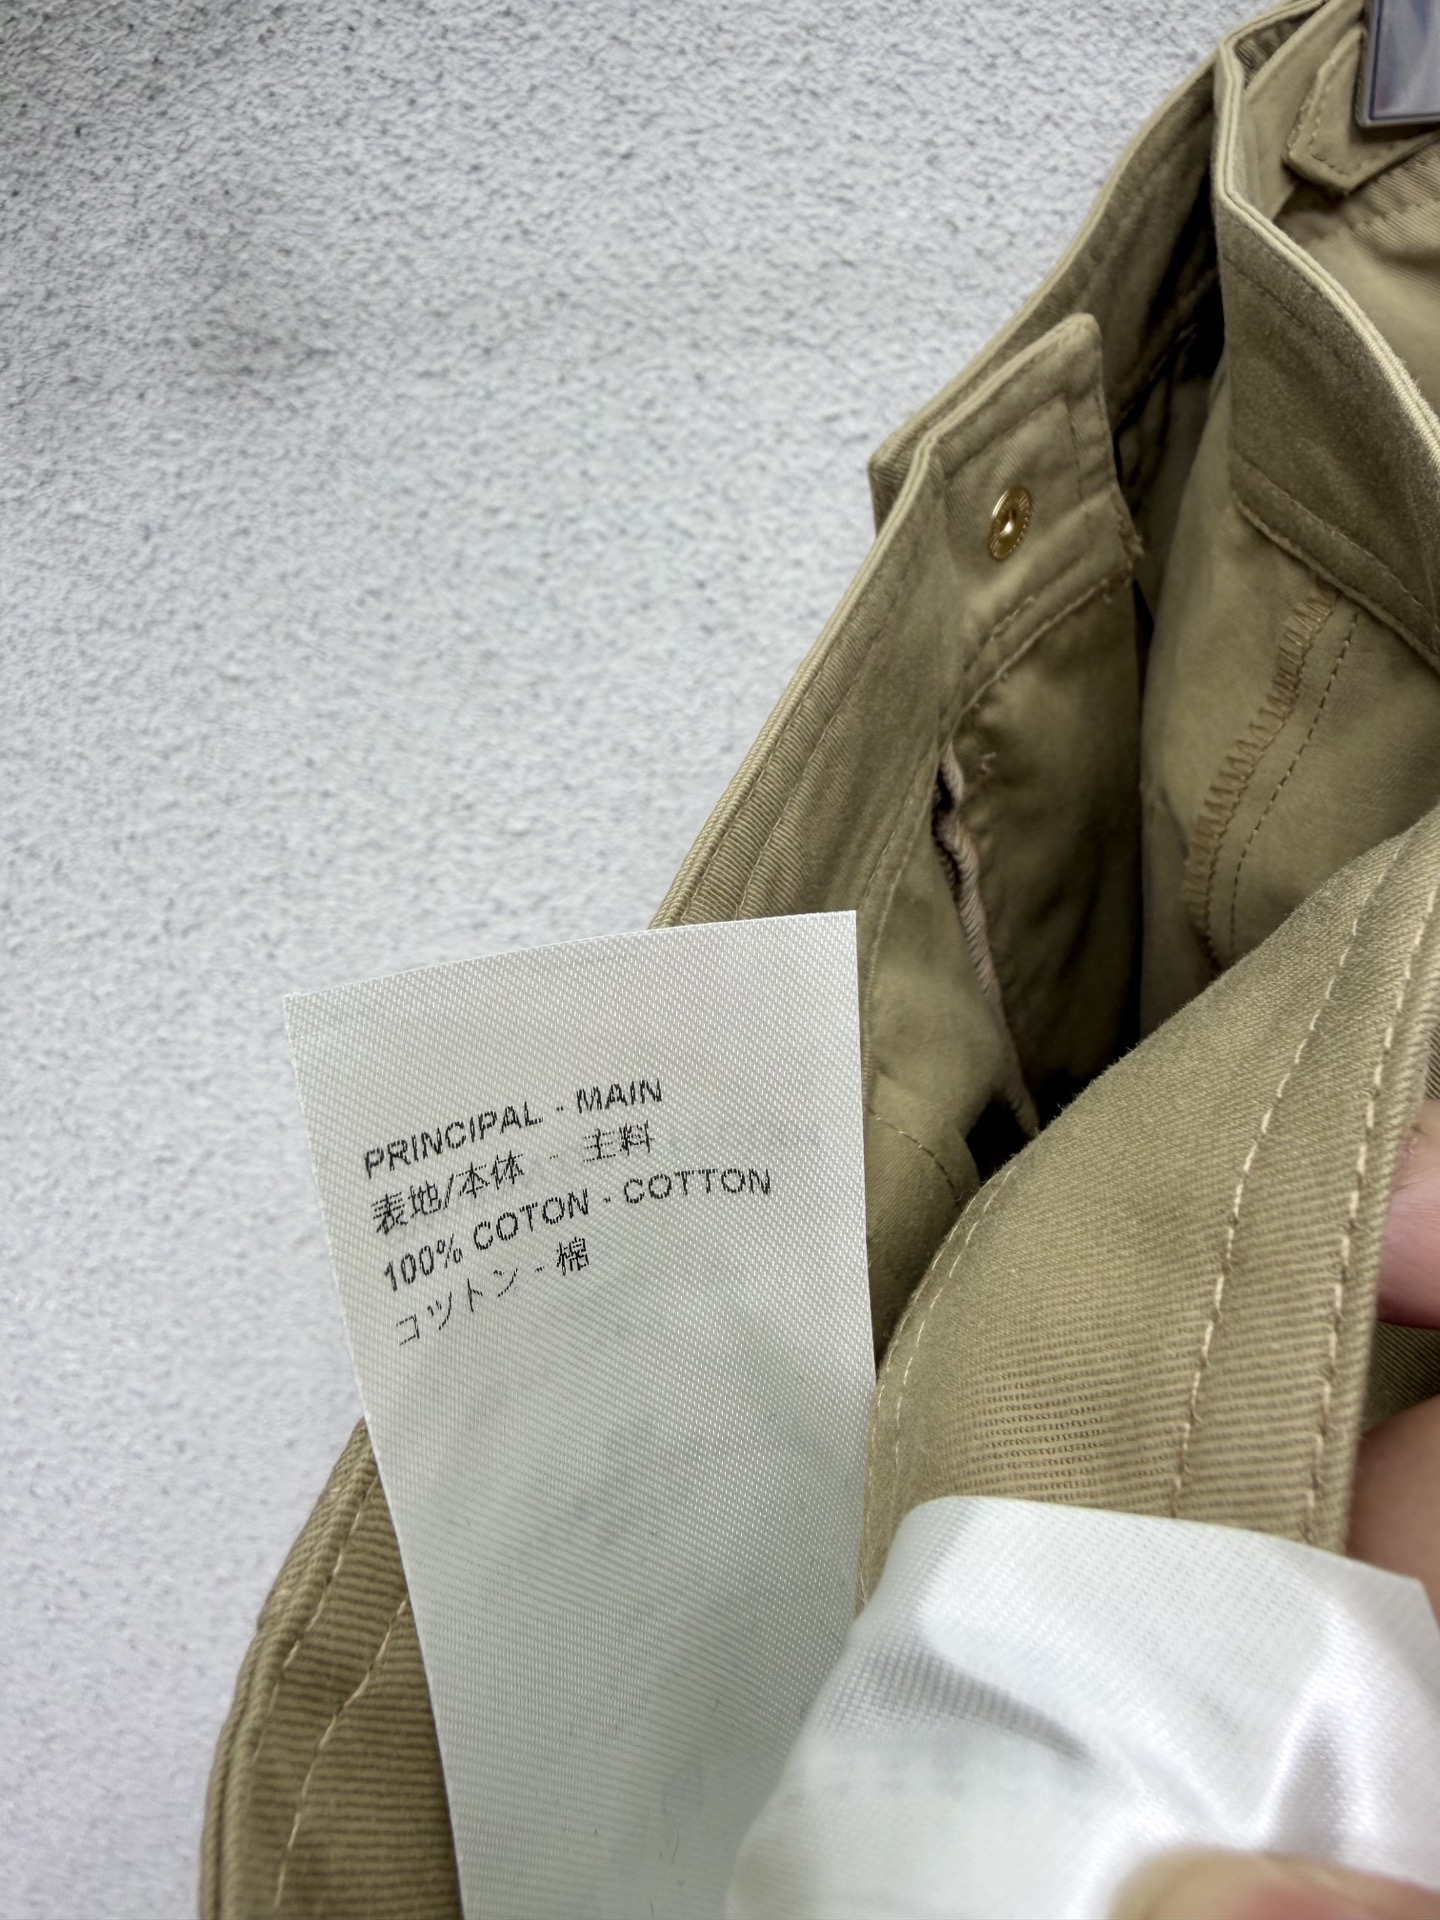 PRINCIPAL - MAIN
表地/本体 - 主料
100% COTON - COTTON
コットン - 棉